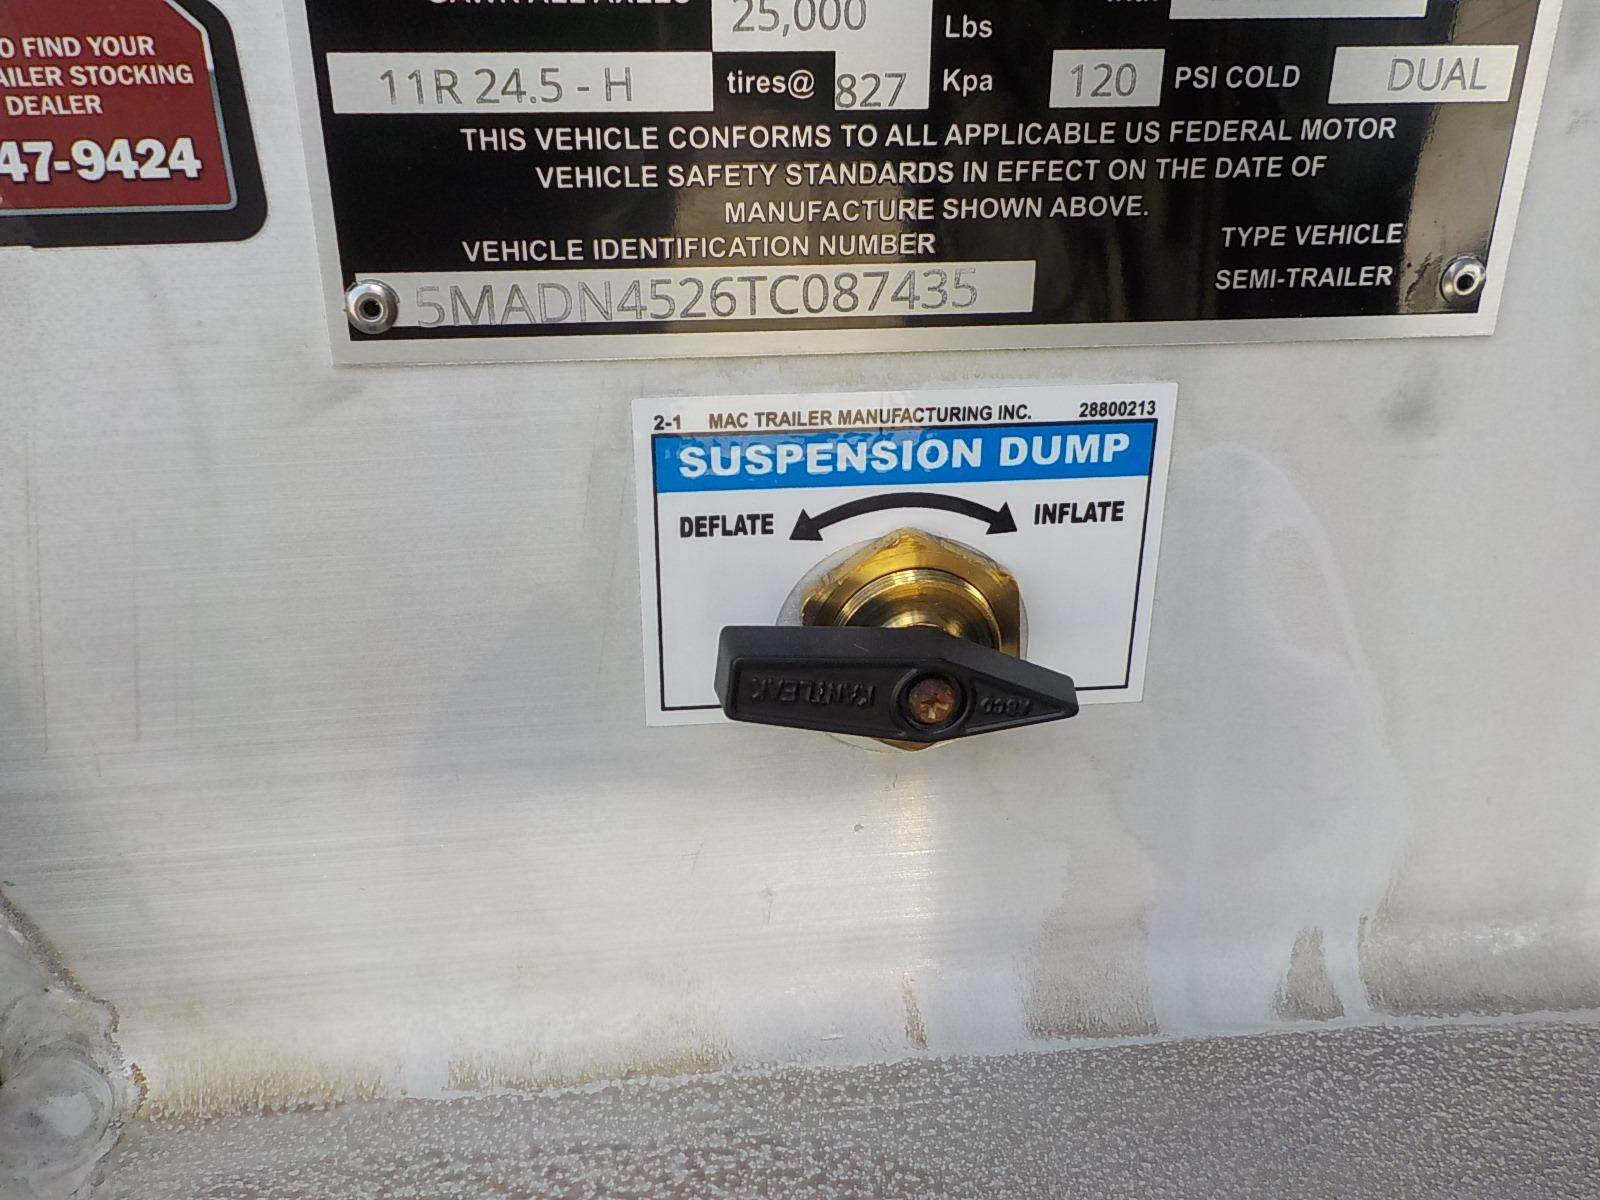 25,000
Lbs
11R 24.5 - H tires@ 827 Kpa 120 PSI COLD DUAL
THIS VEHICLE CONFORMS TO ALL APPLICABLE US FEDERAL MOTOR
VEHICLE SAFETY STANDARDS IN EFFECT ON THE DATE OF
MANUFACTURE SHOWN ABOVE.
VEHICLE IDENTIFICATION NUMBER
TYPE VEHICLE
5MADN4526TC087435
SEMI-TRAILER
O FIND YOUR
AILER STOCKING
DEALER
47-9424
2-1 MAC TRAILER MANUFACTURING INC. 28800213
SUSPENSION DUMP
DEFLATE INFLATE
KANTLEAK